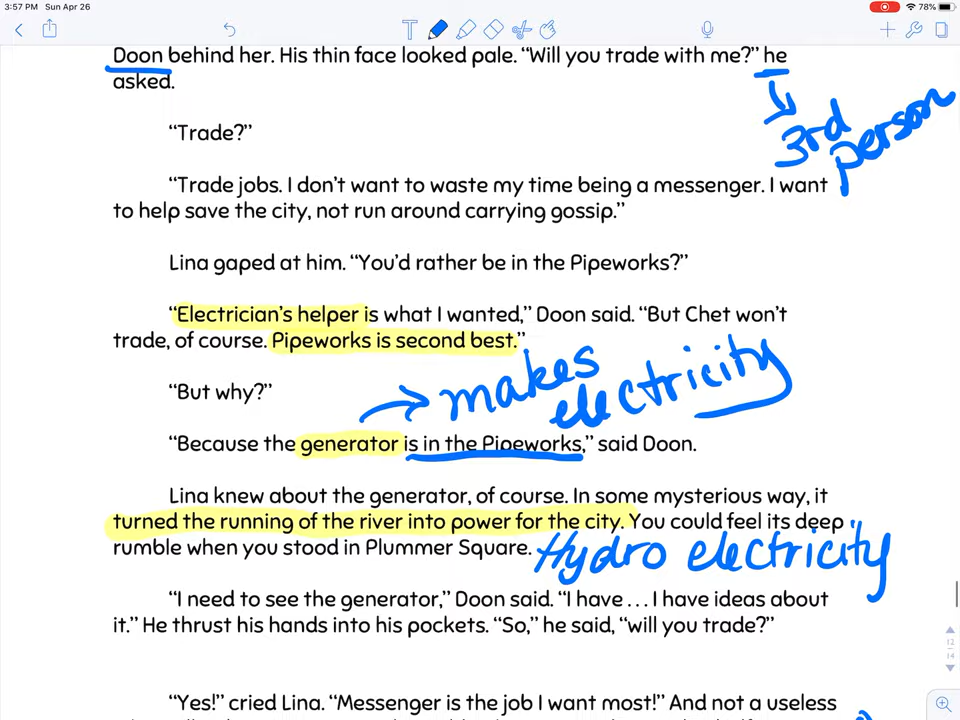 3:57 PM Sun Apr 26
78%
T
Doon behind her. His thin face looked pale. “Will you trade with me?” he
asked.
3rd
person
“Trade?”
“Trade jobs. I don’t want to waste my time being a messenger. I want
to help save the city, not run around carrying gossip.”
Lina gaped at him. “You’d rather be in the Pipeworks?”
“Electrician’s helper is what I wanted,” Doon said. “But Chet won’t
trade, of course. Pipeworks is second best.”
“But why?”
makes
electricity
“Because the generator is in the Pipeworks,” said Doon.
Lina knew about the generator, of course. In some mysterious way, it
turned the running of the river into power for the city. You could feel its deep
rumble when you stood in Plummer Square.
Hydro electricity
“I need to see the generator,” Doon said. “I have . . . I have ideas about
it.” He thrust his hands into his pockets. “So,” he said, “will you trade?”
12
14
“Yes!” cried Lina. “Messenger is the job I want most!” And not a useless